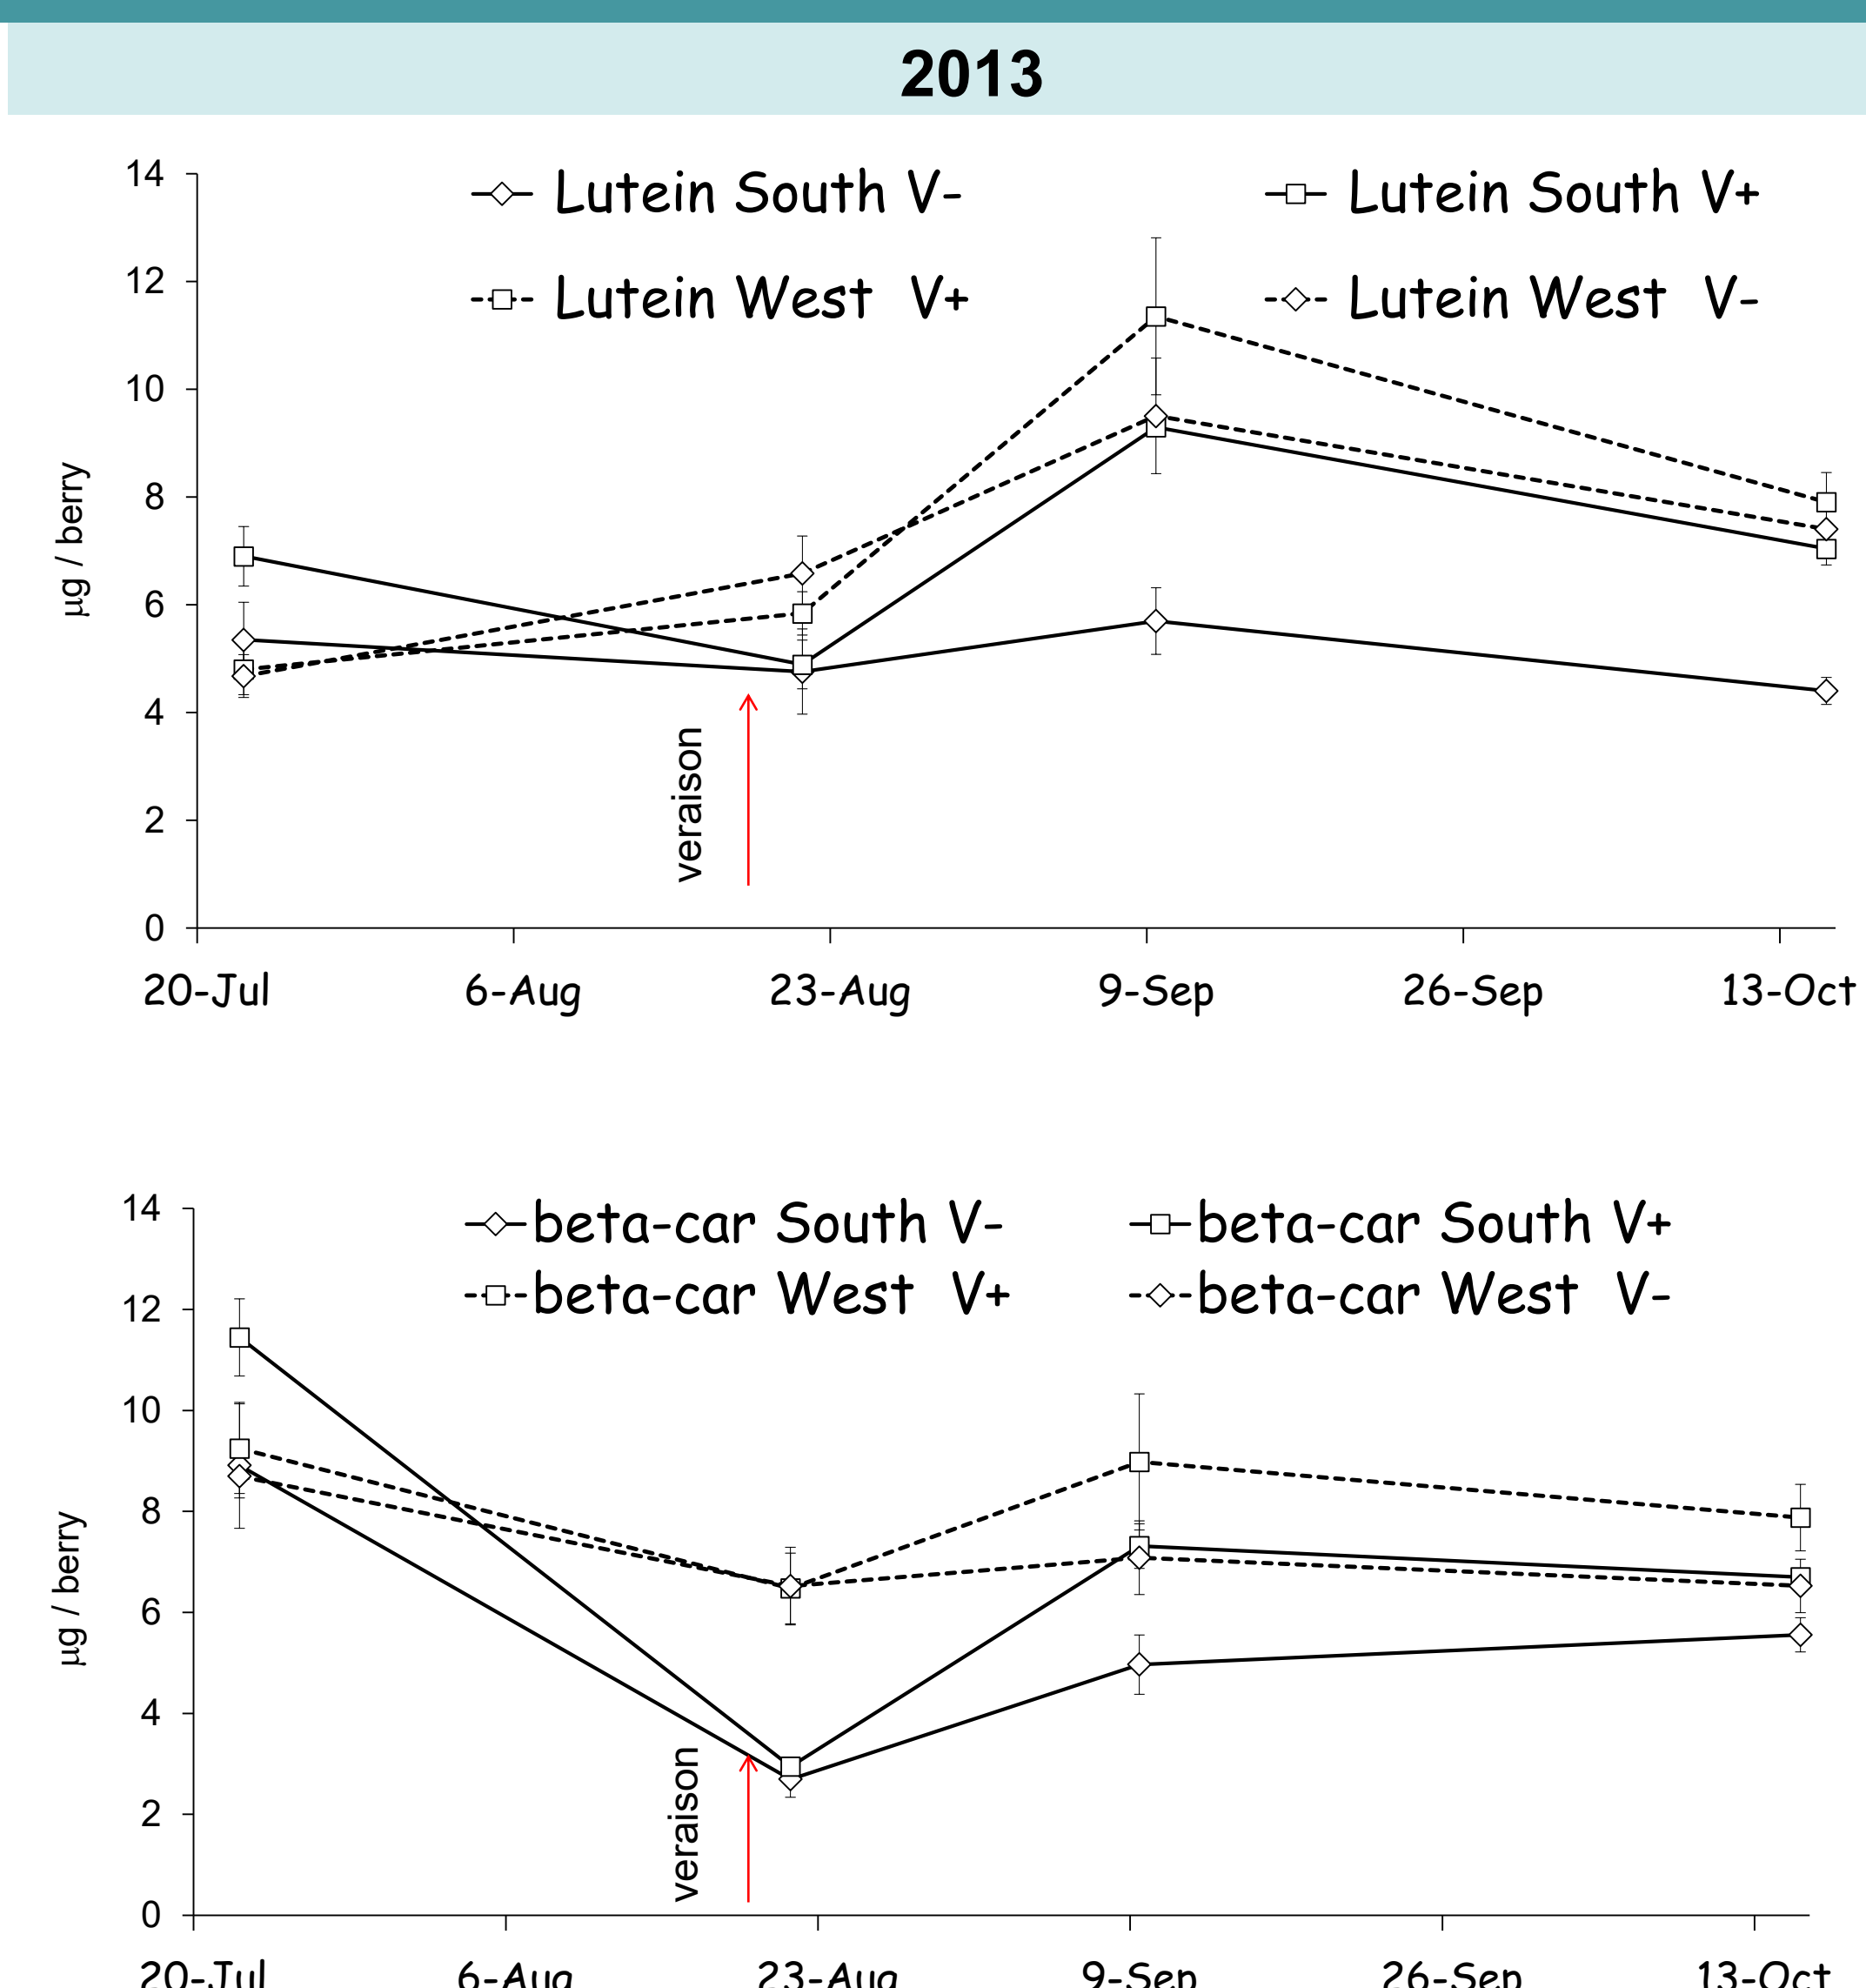 2013
14
Lutein South V-
Lutein South V+
12
Lutein West V+
Lutein West V-
10
8
6
4
2
0
µg / berry
veraison
20-Jul 6-Aug 23-Aug 9-Sep 26-Sep 13-Oct
14
beta-car South V-
beta-car South V+
12
beta-car West V+
beta-car West V-
10
8
6
4
2
0
µg / berry
veraison
20-Jul 6-Aug 23-Aug 9-Sep 26-Sep 13-Oct